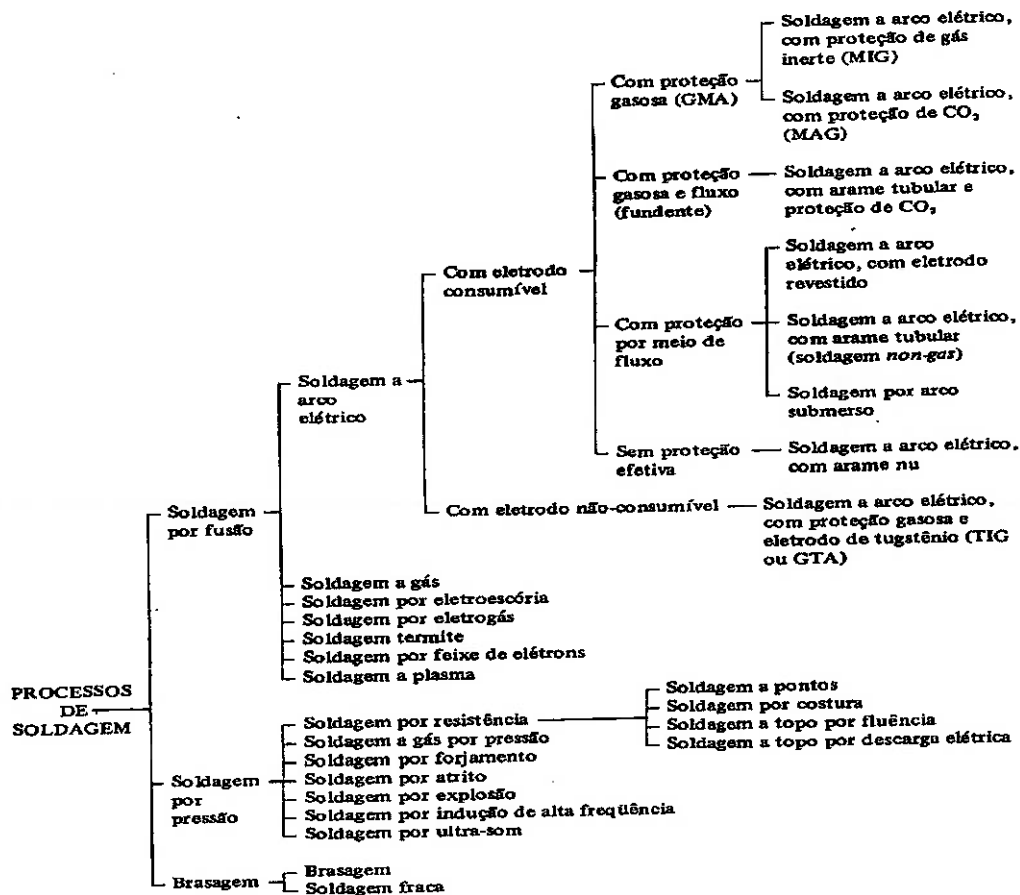 Soldagem a arco elétrico,
com proteção de gás
inerte (MIG)
Com proteção
gasosa (GMA)
Soldagem a arco elétrico,
com proteção de CO₂
(MAG)
Com proteção
gasosa e fluxo
(fundente)
Soldagem a arco elétrico,
com arame tubular e
proteção de CO₂
Com eletrodo
consumível
Soldagem a arco
elétrico, com eletrodo
revestido
Com proteção
por meio de
fluxo
Soldagem a arco elétrico,
com arame tubular
(soldagem non-gas)
Soldagem por arco
submerso
Soldagem a
arco
elétrico
Sem proteção
efetiva
Soldagem a arco elétrico,
com arame nu
Soldagem
por fusão
Com eletrodo não-consumível
Soldagem a arco elétrico,
com proteção gasosa e
eletrodo de tugstênio (TIG
ou GTA)
Soldagem a gás
Soldagem por eletroescória
Soldagem por eletrogás
Soldagem termite
Soldagem por feixe de elétrons
Soldagem a plasma
PROCESSOS
DE
SOLDAGEM
Soldagem
por
pressão
Soldagem por resistência
Soldagem a pontos
Soldagem por costura
Soldagem a topo por fluência
Soldagem a topo por descarga elétrica
Soldagem a gás por pressão
Soldagem por forjamento
Soldagem por atrito
Soldagem por explosão
Soldagem por indução de alta freqüência
Soldagem por ultra-som
Brasagem
Brasagem
Soldagem fraca